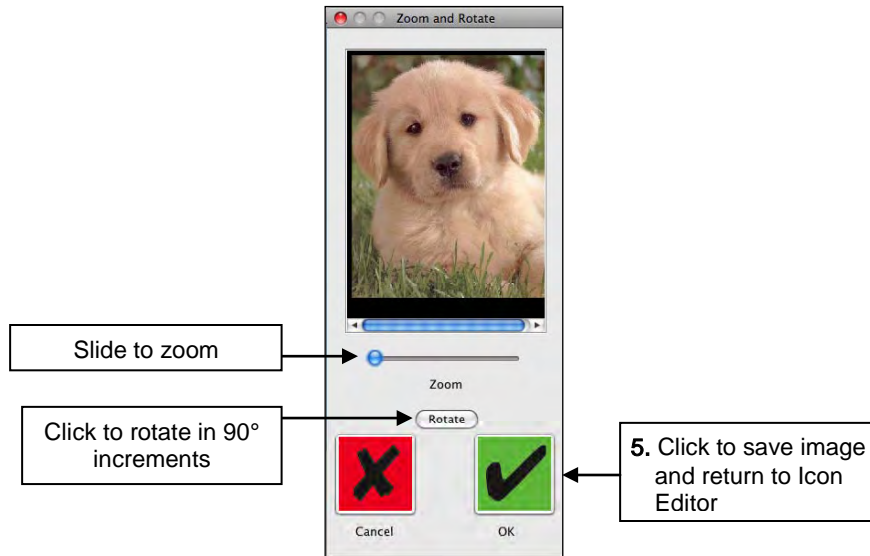 Zoom and Rotate
Slide to zoom
Zoom
Click to rotate in 90°
increments
Rotate
5. Click to save image
and return to Icon
Editor
Cancel
OK